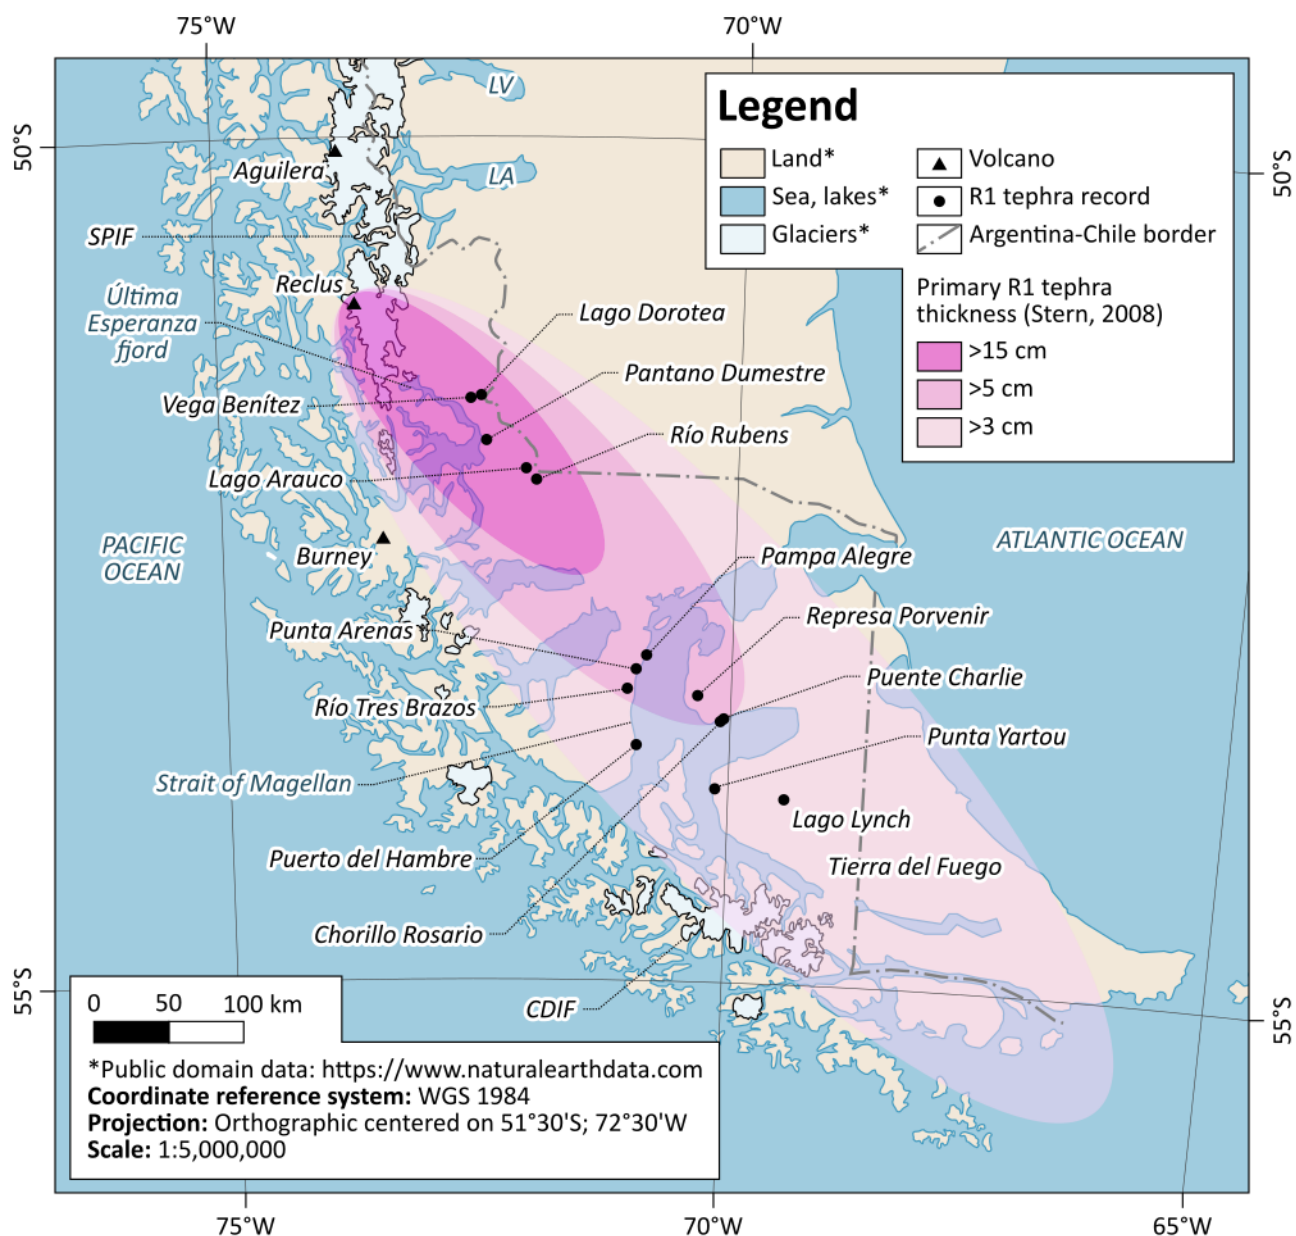 75°W
70°W
50°S
50°S
LV
LA
Legend
Land*
Sea, lakes*
Glaciers*
Volcano
R1 tephra record
Argentina-Chile border
Primary R1 tephra
thickness (Stern, 2008)
>15 cm
>5 cm
>3 cm
Aguilera
SPIF
Reclus
Última
Esperanza
fjord
Lago Dorotea
Pantano Dumestre
Vega Benítez
Río Rubens
Lago Arauco
PACIFIC
OCEAN
Burney
ATLANTIC OCEAN
Pampa Alegre
Represa Porvenir
Punta Arenas
Puente Charlie
Río Tres Brazos
Punta Yartou
Strait of Magellan
Lago Lynch
Puerto del Hambre
Tierra del Fuego
Chorillo Rosario
CDIF
55°S
55°S
0 50 100 km
*Public domain data: https://www.naturalearthdata.com
Coordinate reference system: WGS 1984
Projection: Orthographic centered on 51°30'S; 72°30'W
Scale: 1:5,000,000
75°W
70°W
65°W